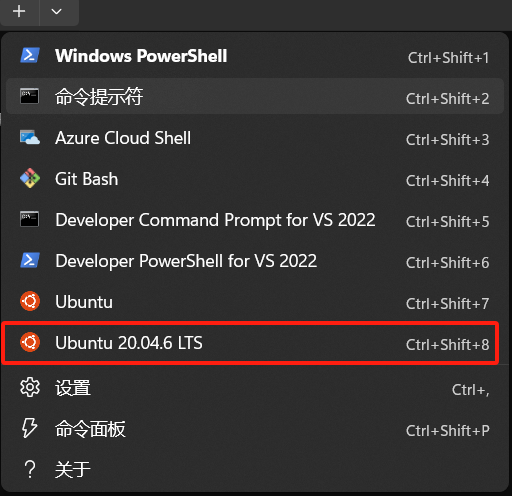 Windows PowerShell Ctrl+Shift+1
命令提示符 Ctrl+Shift+2
Azure Cloud Shell Ctrl+Shift+3
Git Bash Ctrl+Shift+4
Developer Command Prompt for VS 2022 Ctrl+Shift+5
Developer PowerShell for VS 2022 Ctrl+Shift+6
Ubuntu Ctrl+Shift+7
Ubuntu 20.04.6 LTS Ctrl+Shift+8
设置 Ctrl+,
命令面板 Ctrl+Shift+P
关于